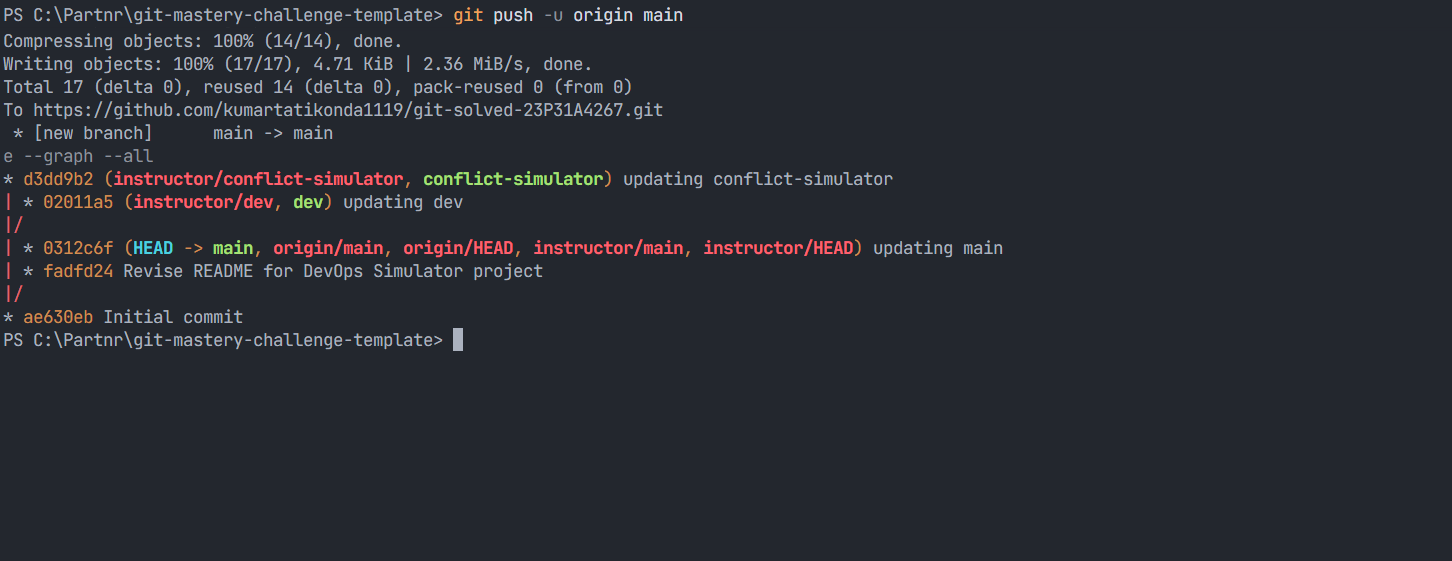 PS C:\Partnr\git-mastery-challenge-template> git push -u origin main
Compressing objects: 100% (14/14), done.
Writing objects: 100% (17/17), 4.71 KiB | 2.36 MiB/s, done.
Total 17 (delta 0), reused 14 (delta 0), pack-reused 0 (from 0)
To https://github.com/kumartatikonda1119/git-solved-23P31A4267.git
 * [new branch]      main -> main
e --graph --all
* d3dd9b2 (instructor/conflict-simulator, conflict-simulator) updating conflict-simulator
| * 02011a5 (instructor/dev, dev) updating dev
|/
| * 0312c6f (HEAD -> main, origin/main, origin/HEAD, instructor/main, instructor/HEAD) updating main
| * fadfd24 Revise README for DevOps Simulator project
|/
* ae630eb Initial commit
PS C:\Partnr\git-mastery-challenge-template>